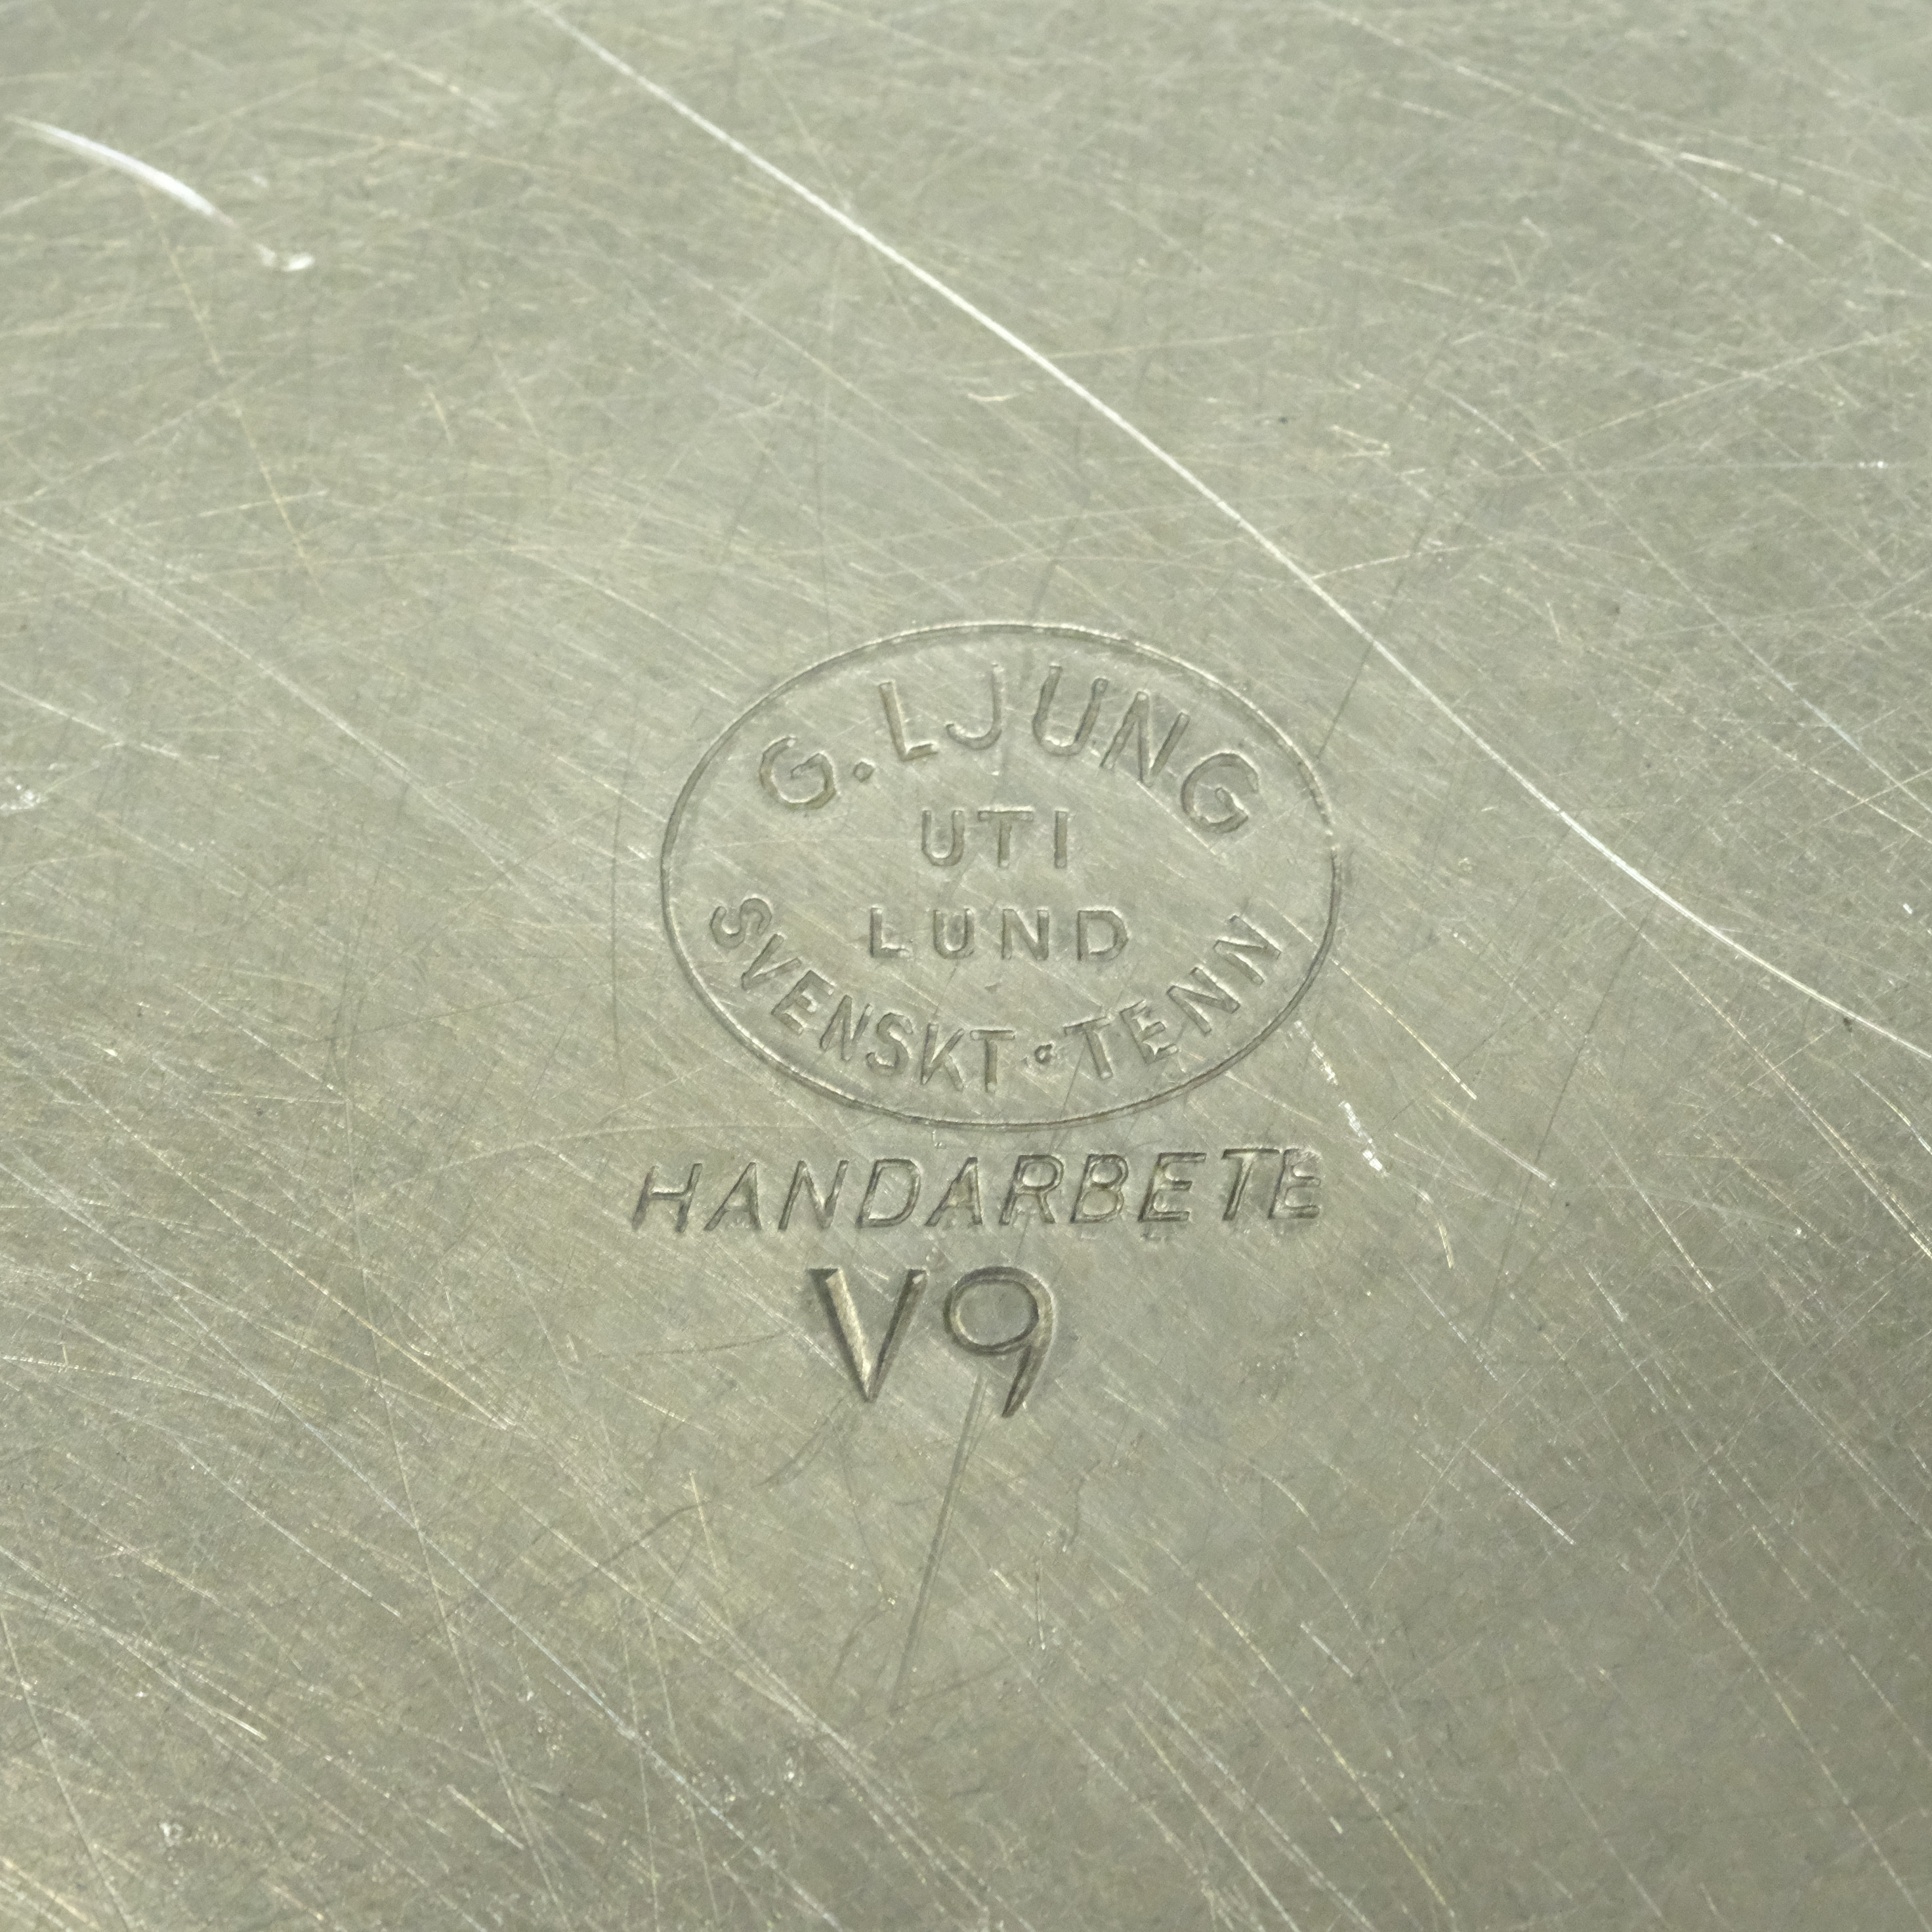 G. LJUNG
UTI
LUND
SVENSKT · TENN
HANDARBETE
V9